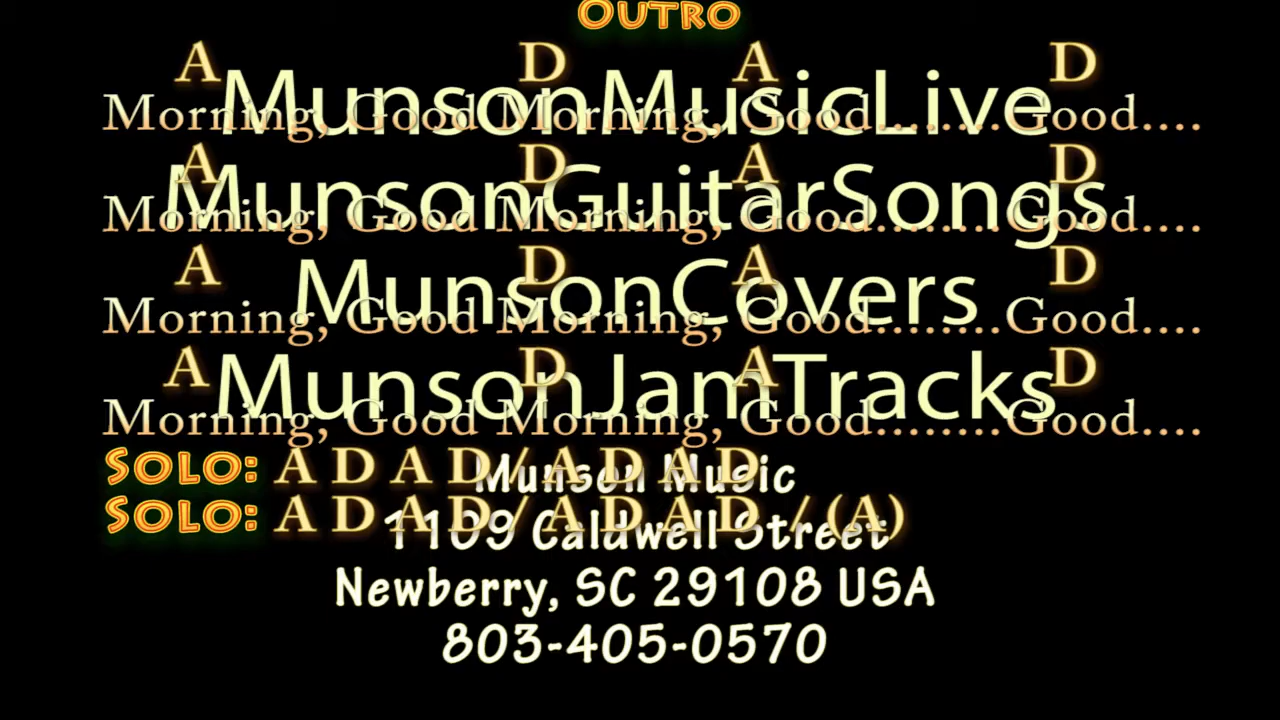 Outro
A D A D
MunsonMusicLive
Morning, Good Morning, Good.........Good....
A D A D
MunsonGuitarSongs
Morning, Good Morning, Good.........Good....
A D A D
MunsonCovers
Morning, Good Morning, Good.........Good....
A D A D
MunsonJamTracks
Morning, Good Morning, Good.........Good....
Solo: A D A D / A D A D
Munson Music
Solo: A D A D / A D A D / (A)
1109 Caldwell Street
Newberry, SC 29108 USA
803-405-0570